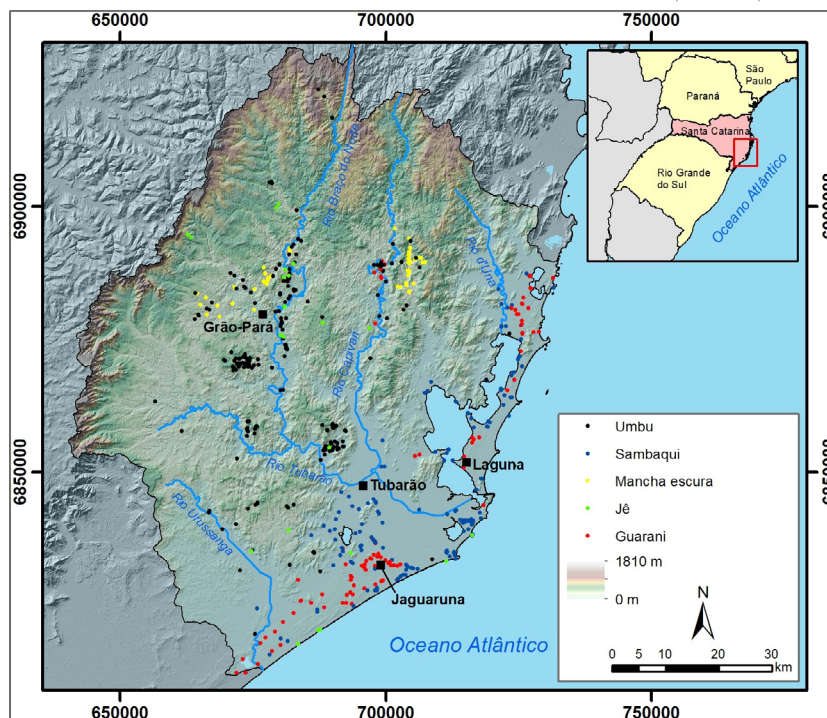 650000
700000
750000
São
Paulo
Paraná
Santa Catarina
Rio Grande
do Sul
Oceano Atlântico
6900000
6900000
Rio Braço do Norte
Rio d'Una
Grão-Pará
Rio Capivari
Umbu
Sambaqui
Mancha escura
Jê
Guarani
1810 m
0 m
N
0 5 10 20 30
km
6850000
6850000
Laguna
Rio Tubarão
Tubarão
Rio Urussanga
Jaguaruna
Oceano Atlântico
650000
700000
750000